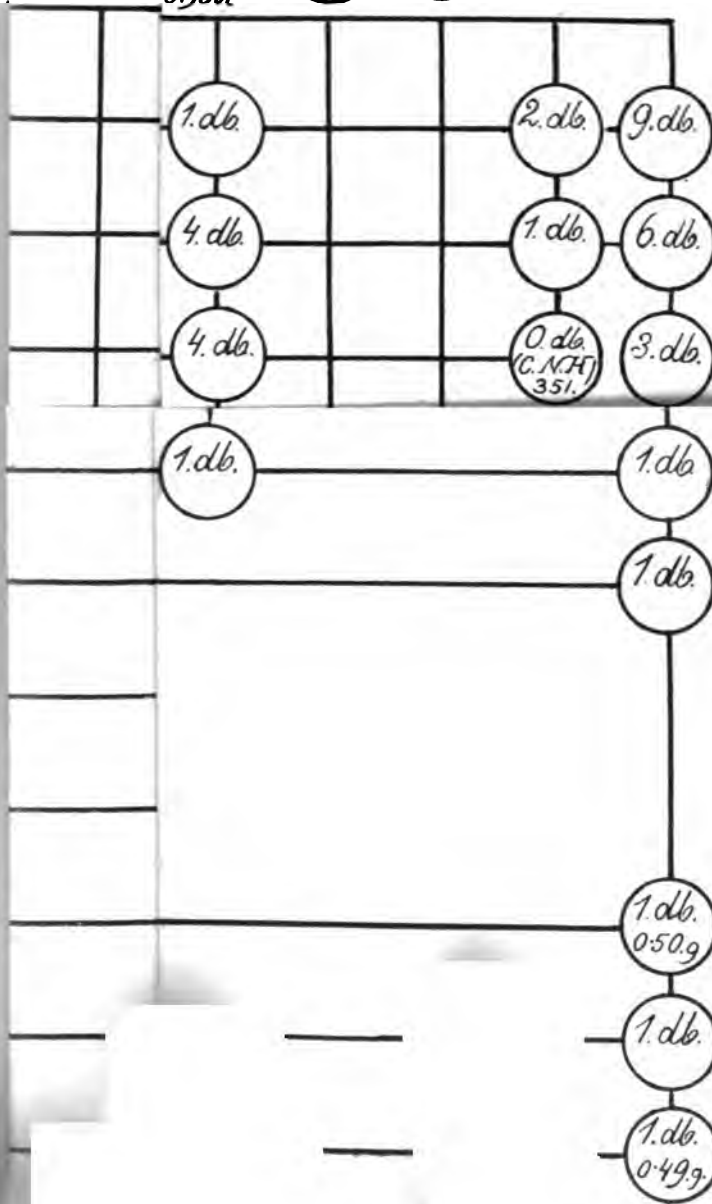 1. db. 2. db. 9. db.
4. db. 1. db. 6. db.
4. db. 0. db. 3. db.
(C.N.H)
351.
1. db. 1. db.
1. db.
1. db.
0·50.g
1. db.
1. db.
0·49.g.